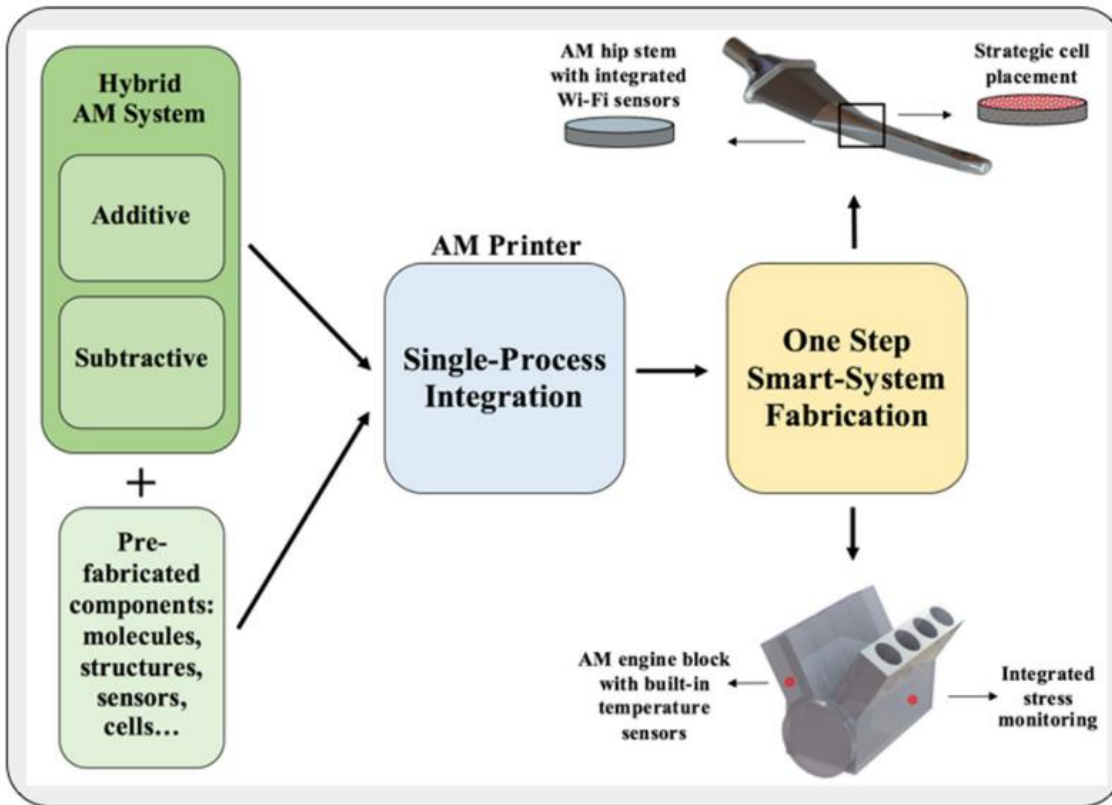 Hybrid
AM System
Additive
Subtractive
+
Pre-
fabricated
components:
molecules,
structures,
sensors,
cells...
AM Printer
Single-Process
Integration
One Step
Smart-System
Fabrication
AM hip stem
with integrated
Wi-Fi sensors
Strategic cell
placement
AM engine block
with built-in
temperature
sensors
Integrated
stress
monitoring